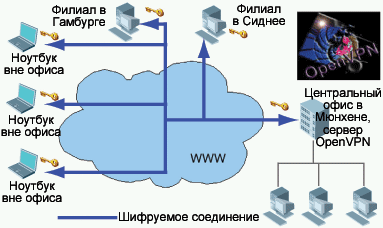 Филиал в
Гамбурге
Филиал
в Сиднее
OpenVPN
Ноутбук
вне офиса
Ноутбук
вне офиса
Ноутбук
вне офиса
Центральный
офис в
Мюнхене,
сервер
OpenVPN
www
Шифруемое соединение